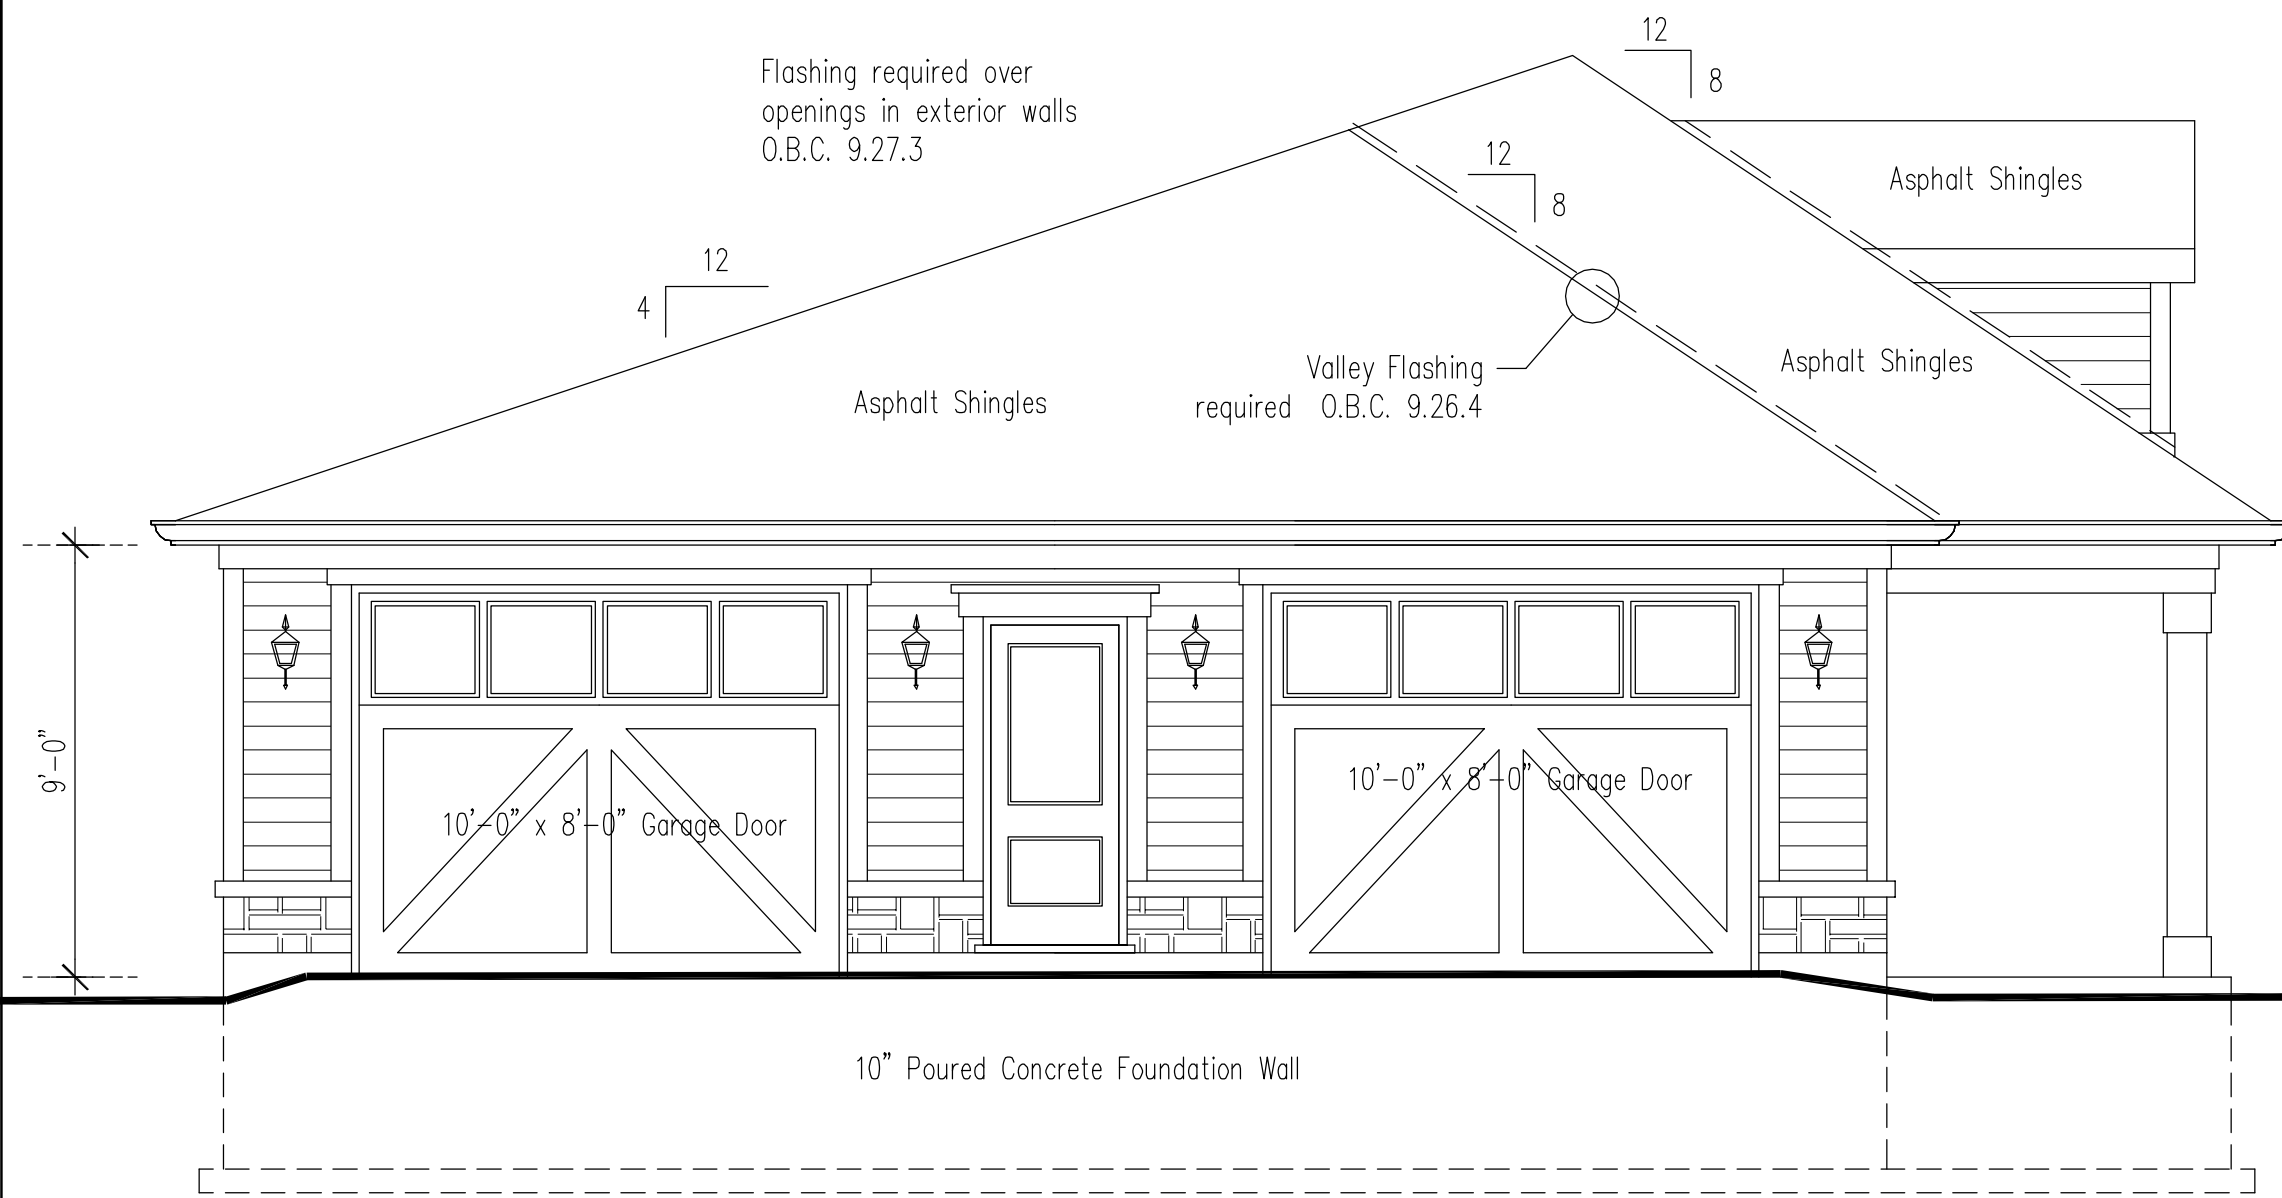 12
8
Flashing required over
openings in exterior walls
O.B.C. 9.27.3
12
8
Asphalt Shingles
12
4
Valley Flashing
required O.B.C. 9.26.4
Asphalt Shingles
Asphalt Shingles
9'-0"
10'-0" x 8'-0" Garage Door
10'-0" x 8'-0" Garage Door
10" Poured Concrete Foundation Wall